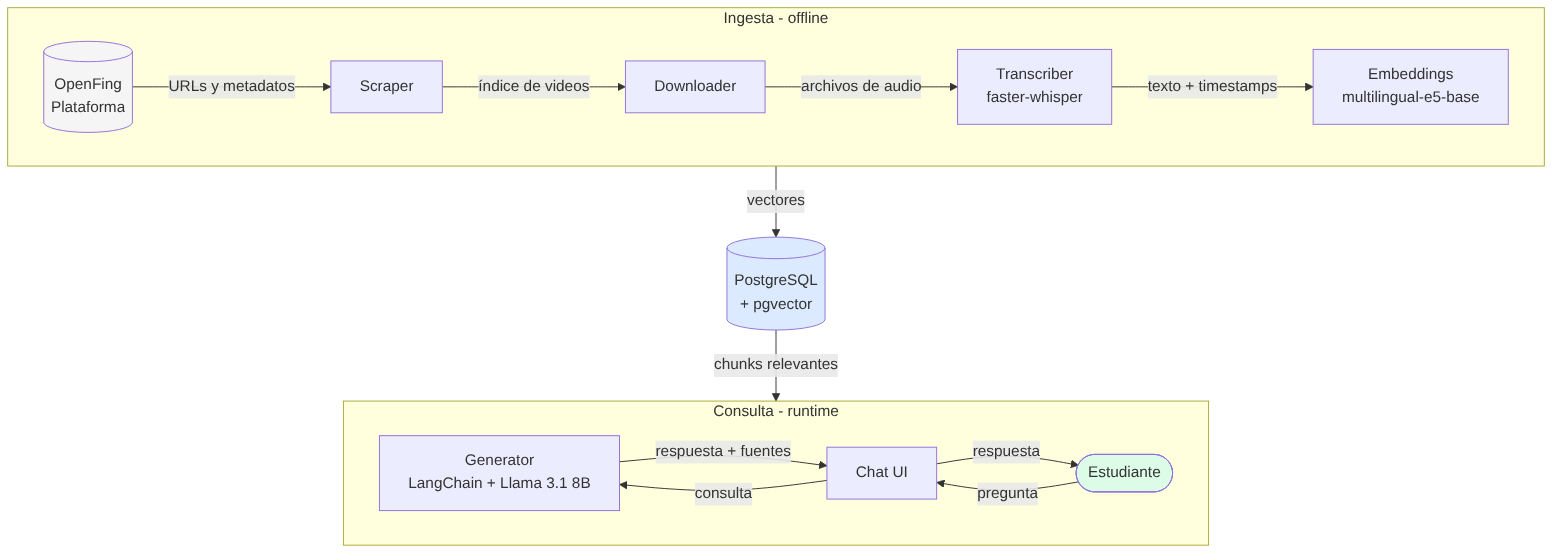 Ingesta - offline
OpenFing
Plataforma
URLs y metadatos
Scraper
índice de videos
Downloader
archivos de audio
Transcriber
faster-whisper
texto + timestamps
Embeddings
multilingual-e5-base
vectores
PostgreSQL
+ pgvector
chunks relevantes
Consulta - runtime
Generator
LangChain + Llama 3.1 8B
respuesta + fuentes
consulta
Chat UI
respuesta
pregunta
Estudiante